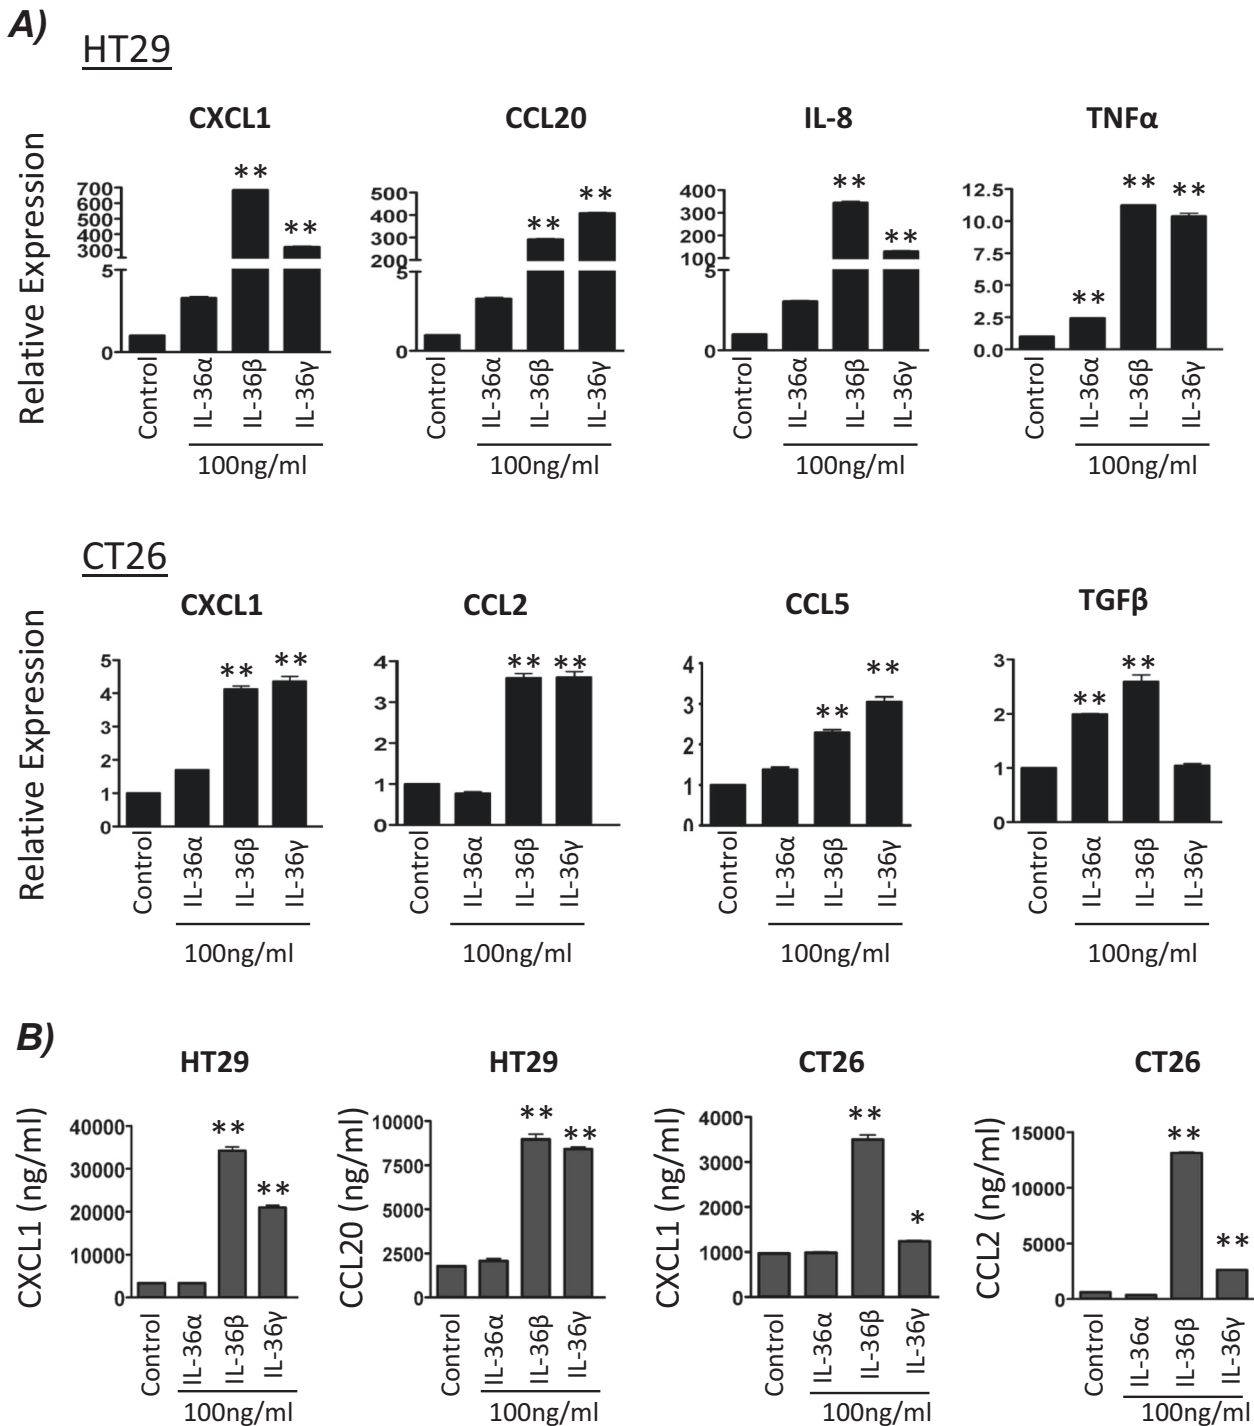 A)
HT29
CXCL1 CCL20 IL-8 TNFα
Relative Expression
** ** ** ** ** ** ** ** **
700 600 500 400 300 5 0
500 400 300 200 5 0
400 300 200 100 5 0
12.5 10.0 7.5 5.0 2.5 0.0
Control IL-36α IL-36β IL-36γ Control IL-36α IL-36β IL-36γ Control IL-36α IL-36β IL-36γ Control IL-36α IL-36β IL-36γ
100ng/ml 100ng/ml 100ng/ml 100ng/ml
CT26
CXCL1 CCL2 CCL5 TGFβ
Relative Expression
** ** ** ** ** ** ** **
5 4 3 2 1 0
4 3 2 1 0
4 3 2 1 0
3 2 1 0
Control IL-36α IL-36β IL-36γ Control IL-36α IL-36β IL-36γ Control IL-36α IL-36β IL-36γ Control IL-36α IL-36β IL-36γ
100ng/ml 100ng/ml 100ng/ml 100ng/ml
B)
HT29 HT29 CT26 CT26
CXCL1 (ng/ml) CCL20 (ng/ml) CXCL1 (ng/ml) CCL2 (ng/ml)
** ** ** ** ** * ** **
40000 30000 20000 10000 0
10000 7500 5000 2500 0
4000 3000 2000 1000 0
15000 10000 5000 0
Control IL-36α IL-36β IL-36γ Control IL-36α IL-36β IL-36γ Control IL-36α IL-36β IL-36γ Control IL-36α IL-36β IL-36γ
100ng/ml 100ng/ml 100ng/ml 100ng/ml